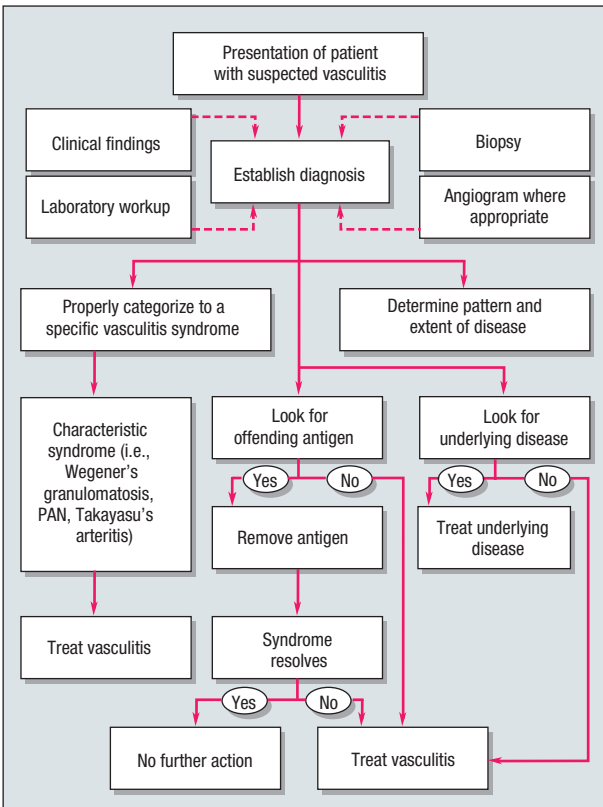 Presentation of patient
with suspected vasculitis
Clinical findings
Biopsy
Establish diagnosis
Laboratory workup
Angiogram where
appropriate
Properly categorize to a
specific vasculitis syndrome
Determine pattern and
extent of disease
Characteristic
syndrome (i.e.,
Wegener's
granulomatosis,
PAN, Takayasu's
arteritis)
Look for
offending antigen
Look for
underlying disease
Yes
No
Yes
No
Remove antigen
Treat underlying
disease
Treat vasculitis
Syndrome
resolves
Yes
No
No further action
Treat vasculitis